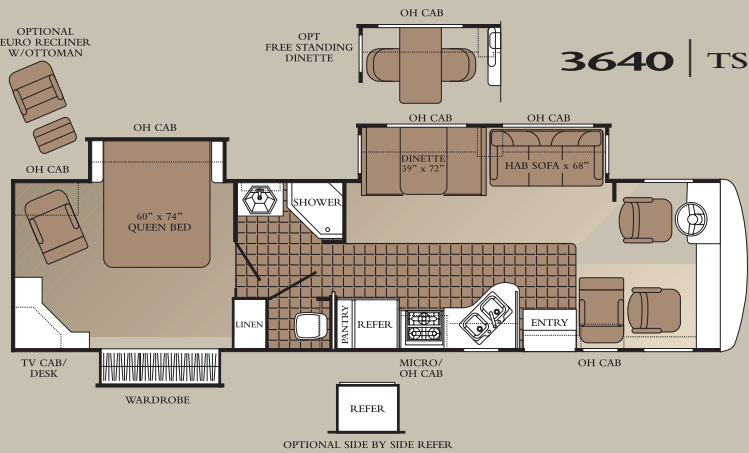 OH CAB
OPTIONAL
EURO RECLINER
W/OTTOMAN
OPT
FREE STANDING
DINETTE
3640 | TS
OH CAB
OH CAB
OH CAB
OH CAB
DINETTE
39" x 72"
HAB SOFA x 68"
SHOWER
60" x 74"
QUEEN BED
LINEN
PANTRY
REFER
ENTRY
TV CAB/
DESK
MICRO/
OH CAB
OH CAB
WARDROBE
REFER
OPTIONAL SIDE BY SIDE REFER